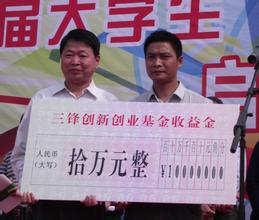 届大学生
启
三锋创新创业基金收益金
人民币
(大写)
拾万元整
百十万千百十元角分
¥10000000